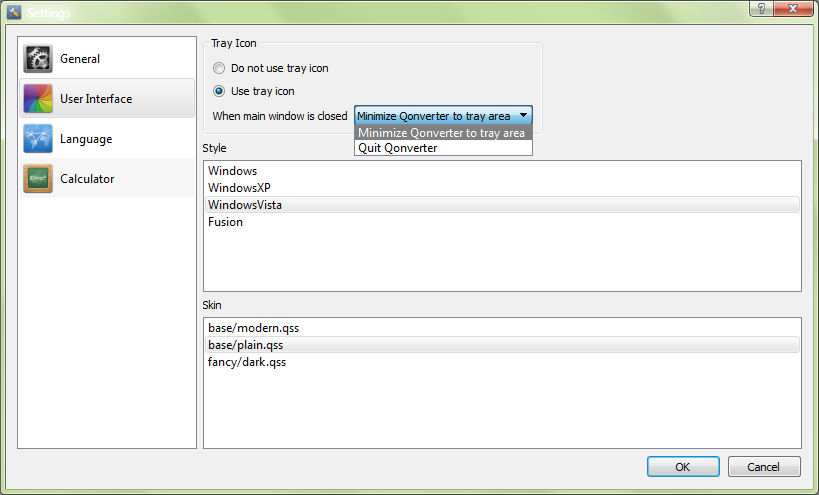 Settings
General
User Interface
Language
Calculator
Tray Icon
Do not use tray icon
Use tray icon
When main window is closed Minimize Qonverter to tray area
Minimize Qonverter to tray area
Quit Qonverter
Style
Windows
WindowsXP
WindowsVista
Fusion
Skin
base/modern.qss
base/plain.qss
fancy/dark.qss
OK Cancel